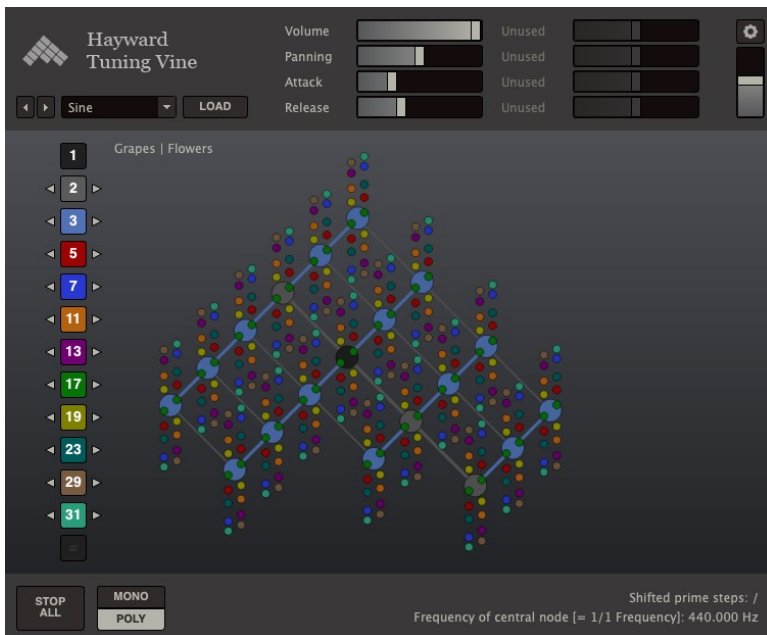 Hayward
Tuning Vine
Volume
Unused
Panning
Unused
Attack
Unused
Release
Unused
Sine
LOAD
Grapes | Flowers
1
2
3
5
7
11
13
17
19
23
29
31
=
STOP
ALL
MONO
POLY
Shifted prime steps: /
Frequency of central node [= 1/1 Frequency]: 440.000 Hz